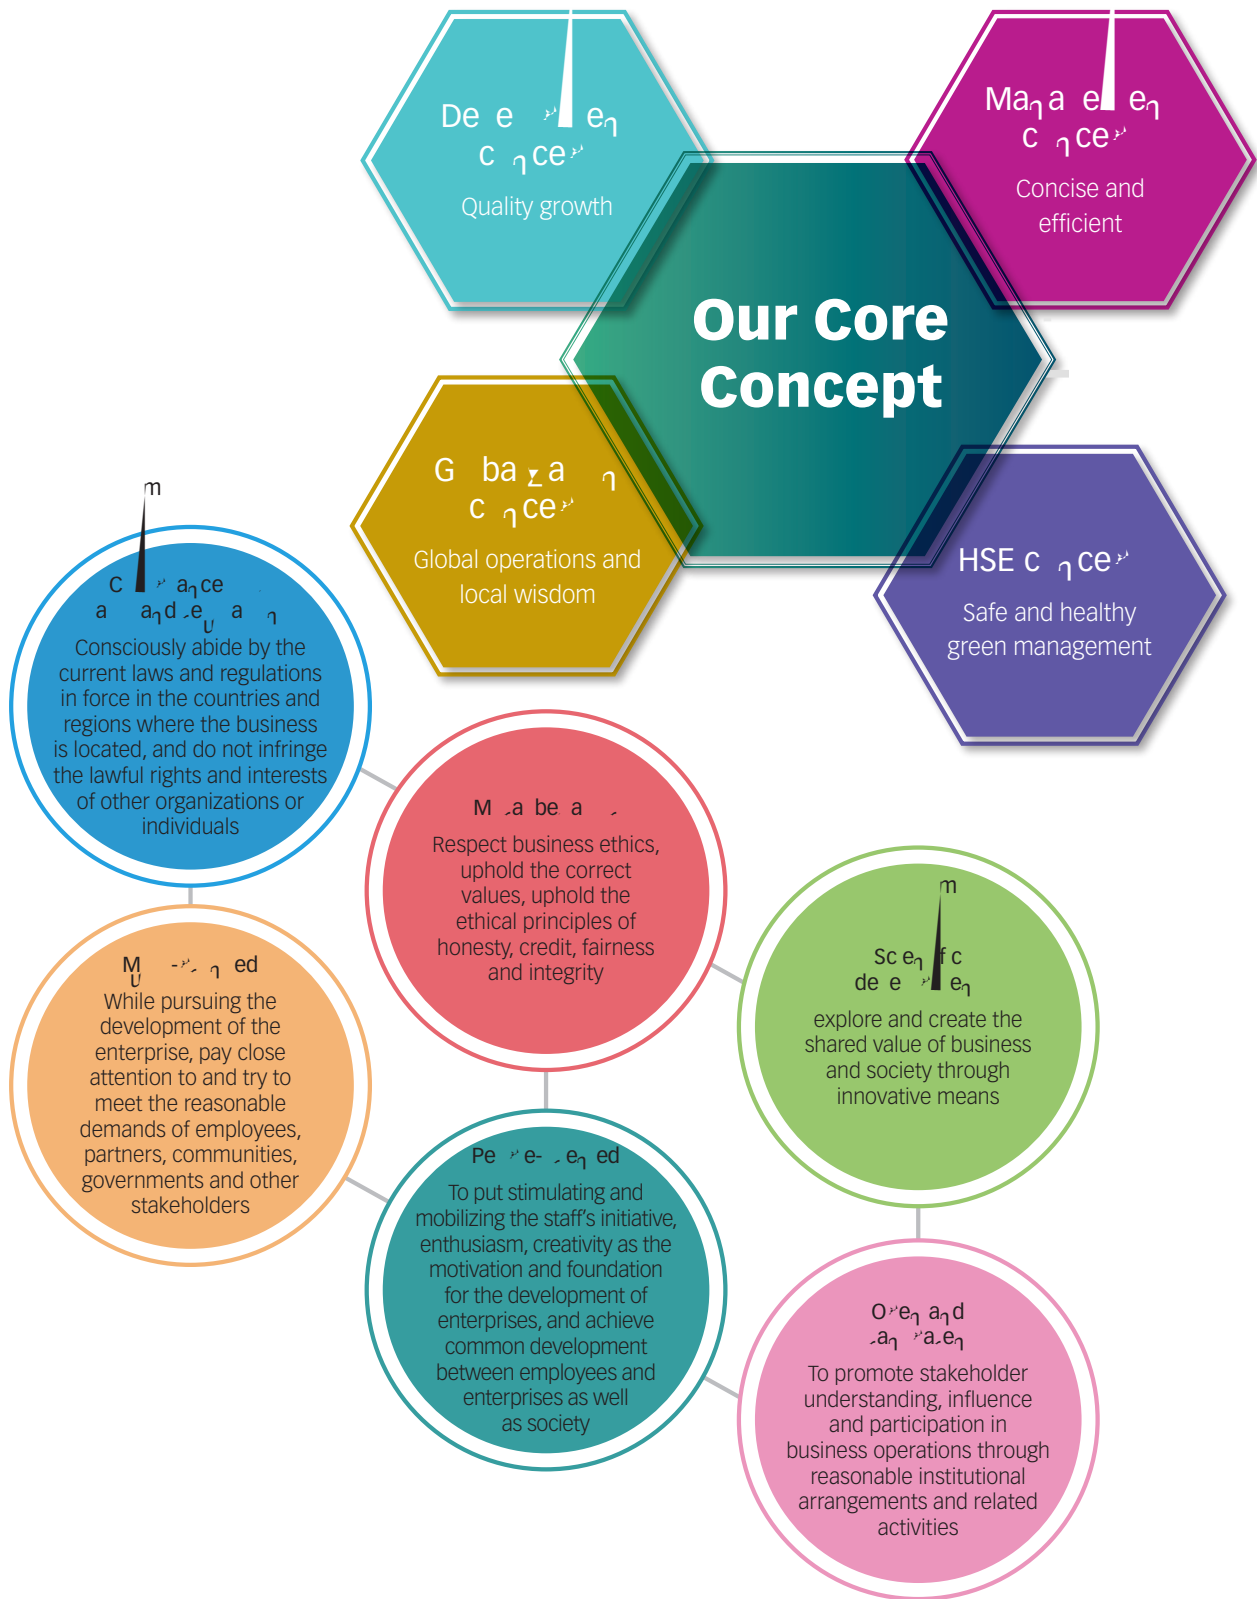 Quality growth
Concise and
efficient
Our Core
Concept
Global operations and
local wisdom
HSE
Safe and healthy
green management
Consciously abide by the
current laws and regulations
in force in the countries and
regions where the business
is located, and do not infringe
the lawful rights and interests
of other organizations or
individuals
Respect business ethics,
uphold the correct
values, uphold the
ethical principles of
honesty, credit, fairness
and integrity
explore and create the
shared value of business
and society through
innovative means
While pursuing the
development of the
enterprise, pay close
attention to and try to
meet the reasonable
demands of employees,
partners, communities,
governments and other
stakeholders
To put stimulating and
mobilizing the staff’s initiative,
enthusiasm, creativity as the
motivation and foundation
for the development of
enterprises, and achieve
common development
between employees and
enterprises as well
as society
To promote stakeholder
understanding, influence
and participation in
business operations through
reasonable institutional
arrangements and related
activities